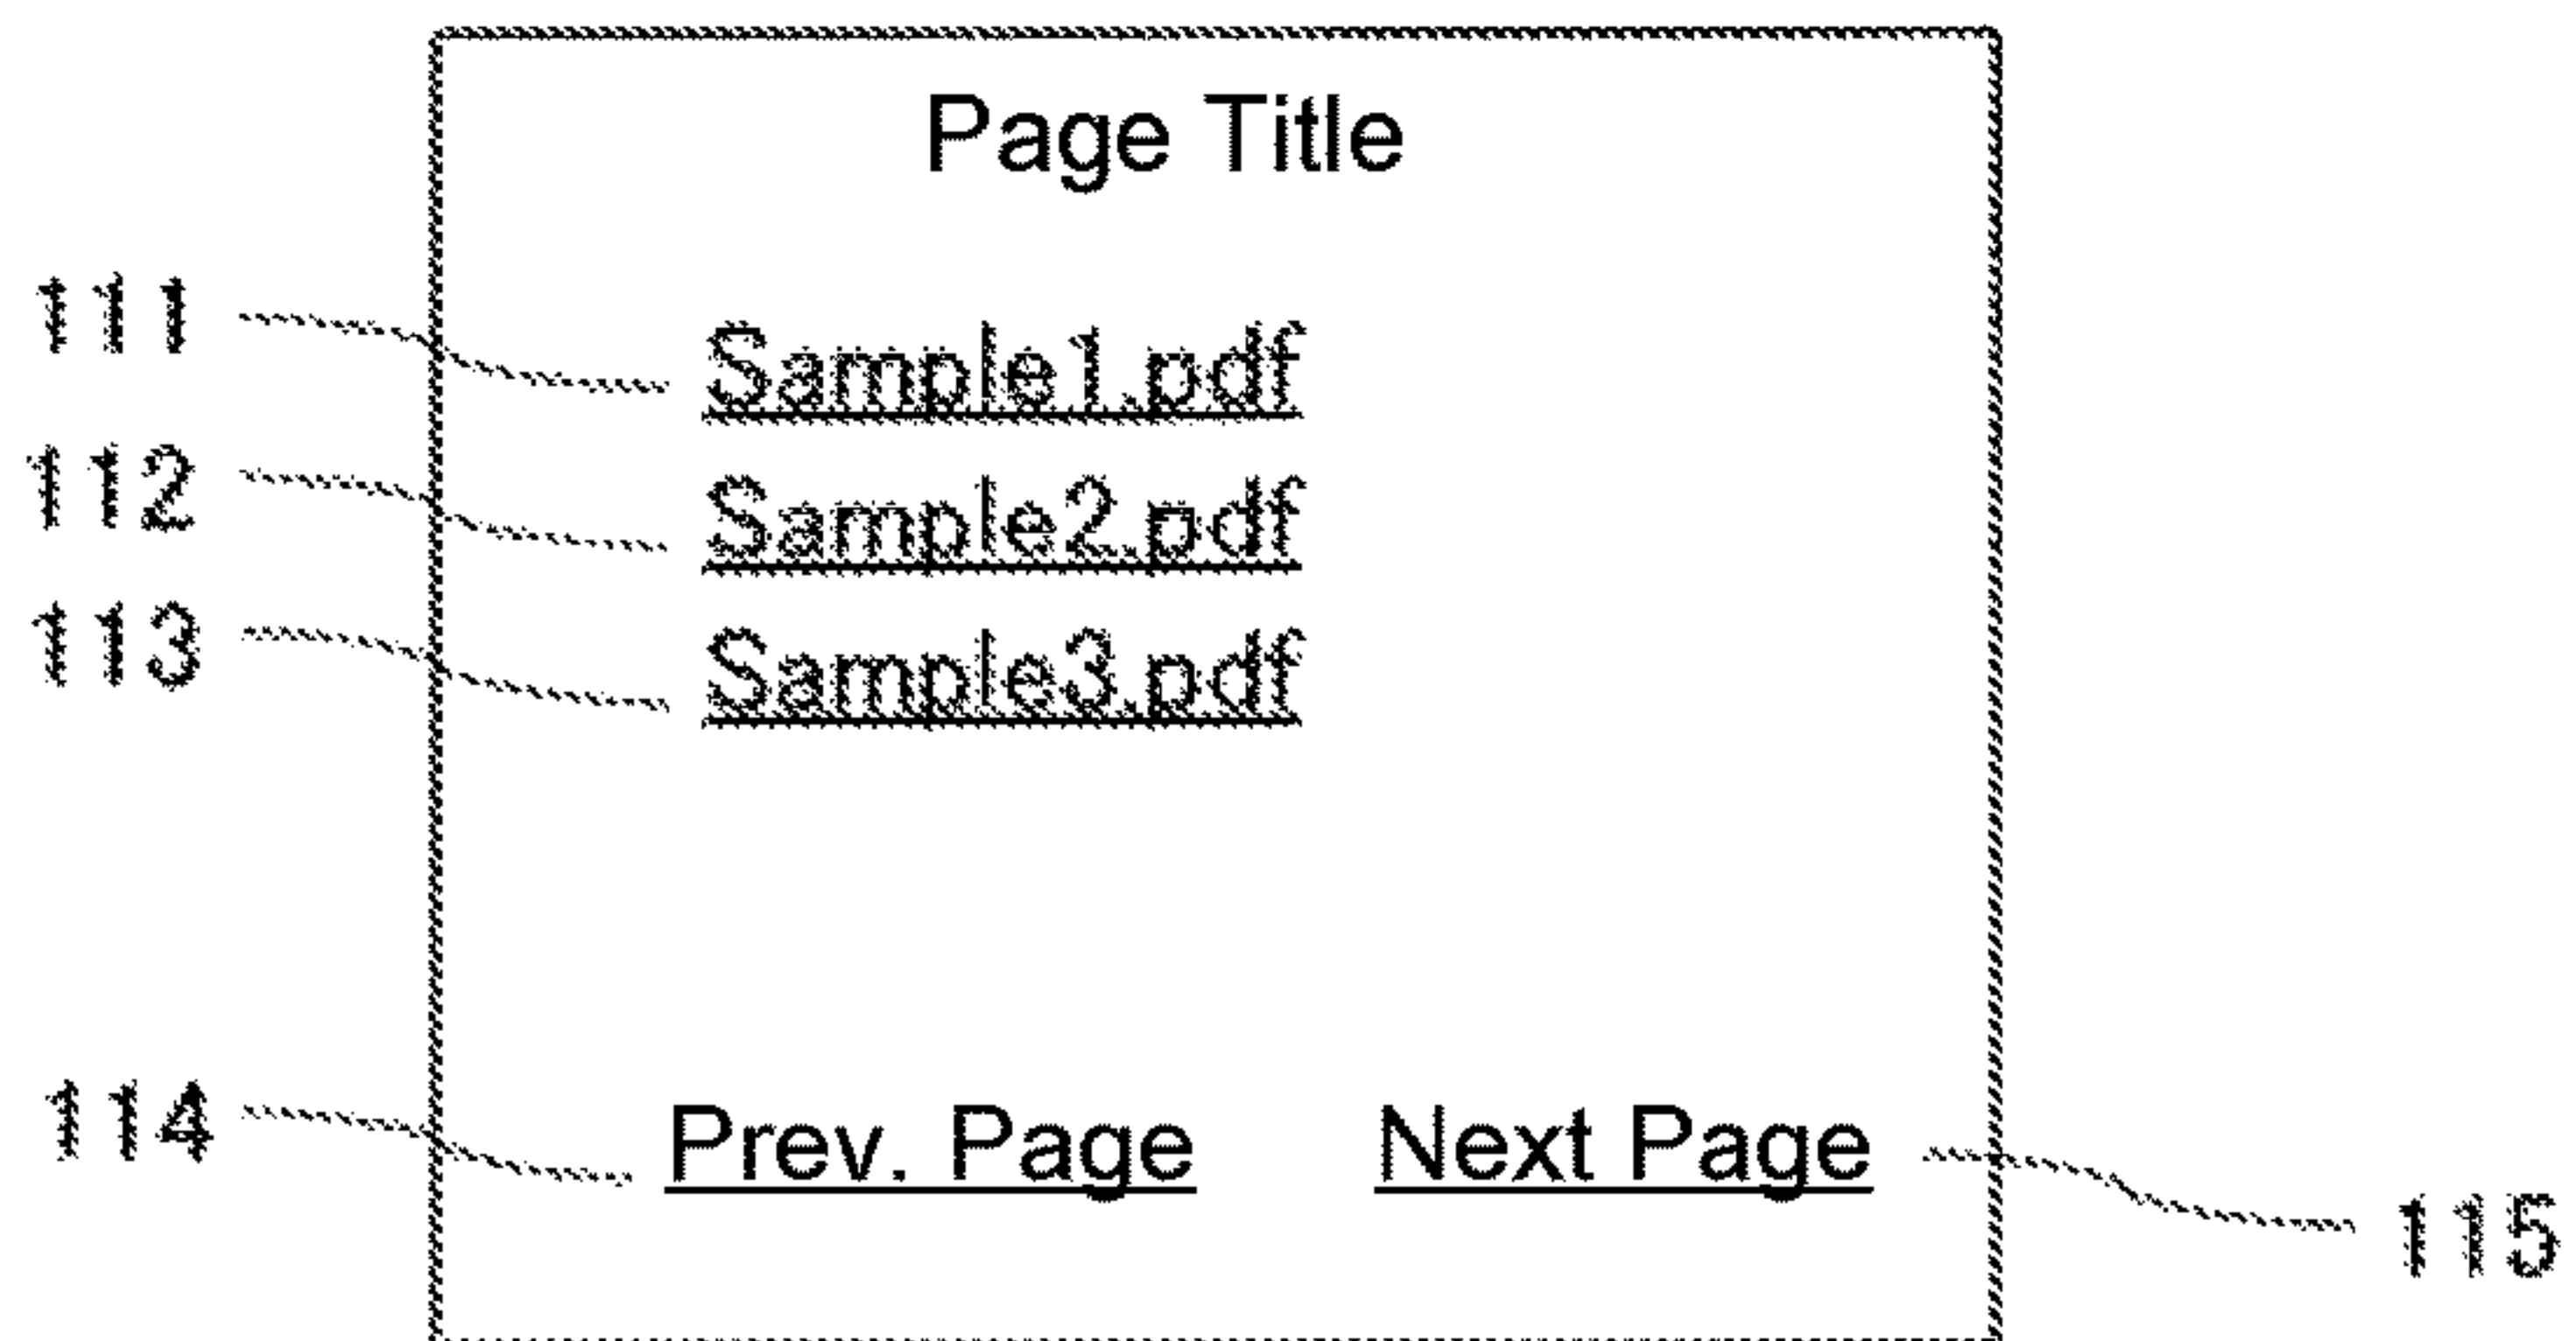 Page Title
111 Sample1.pdf
112 Sample2.pdf
113 Sample3.pdf
114 Prev. Page Next Page 115